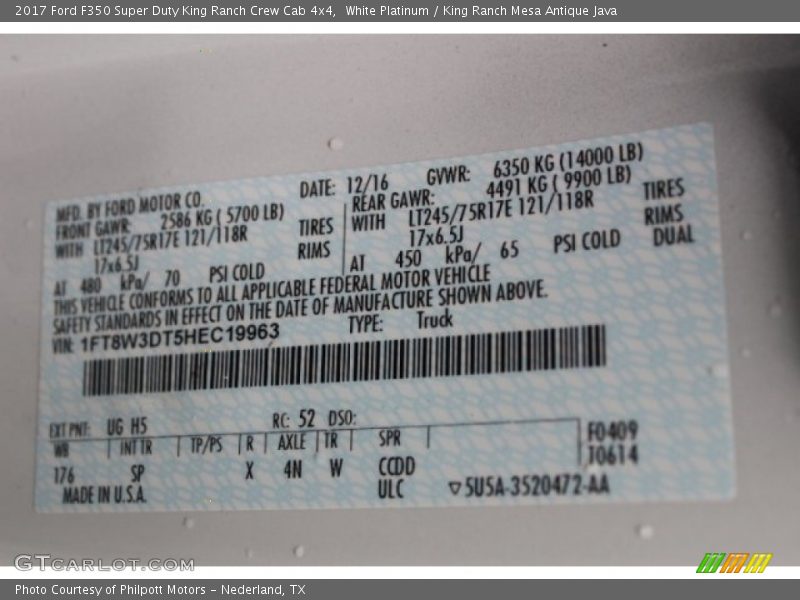 2017 Ford F350 Super Duty King Ranch Crew Cab 4x4,  White Platinum / King Ranch Mesa Antique Java
MFD. BY FORD MOTOR CO. DATE: 12/16 GVWR: 6350 KG (14000 LB)
FRONT GAWR: 2586 KG ( 5700 LB) REAR GAWR: 4491 KG ( 9900 LB)
WITH LT245/75R17E 121/118R TIRES WITH LT245/75R17E 121/118R TIRES
17x6.5J RIMS 17x6.5J RIMS
AT 480 kPa/ 70 PSI COLD AT 450 kPa/ 65 PSI COLD DUAL
THIS VEHICLE CONFORMS TO ALL APPLICABLE FEDERAL MOTOR VEHICLE
SAFETY STANDARDS IN EFFECT ON THE DATE OF MANUFACTURE SHOWN ABOVE.
VIN: 1FT8W3DT5HEC19963 TYPE: Truck
EXT PNT: UG H5 RC: 52 DSO:
WB INT TR TP/PS R AXLE TR SPR F0409
176 SP X 4N W CCDD T0614
MADE IN U.S.A. ULC ▽5U5A-3520472-AA
GTCarLot.com
Photo Courtesy of Philpott Motors - Nederland, TX